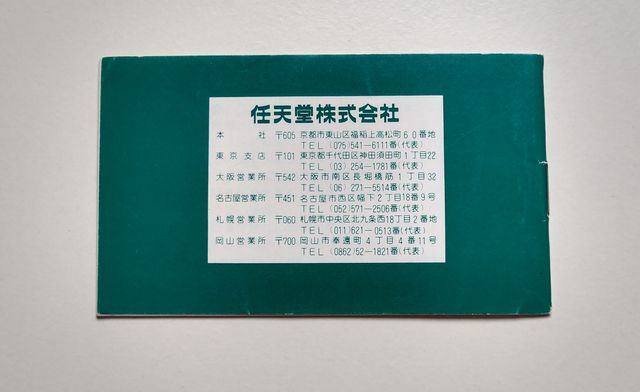 任天堂株式会社
本社 〒605 京都市東山区福稲上高松町60番地
TEL (075)541―6111番(代表)
東京支店 〒101 東京都千代田区神田須田町1丁目22
TEL (03) 254―1781番(代表)
大阪営業所 〒542 大阪市南区長堀橋筋1丁目32
TEL (06) 271―5514番(代表)
名古屋営業所 〒451 名古屋市西区幅下2丁目18番9号
TEL (052)571―2506番(代表)
札幌営業所 〒060 札幌市中央区北九条西18丁目2番地
TEL (011)621―0513番(代表)
岡山営業所 〒700 岡山市奉還町4丁目4番11号
TEL (0862)52―1821番(代表)